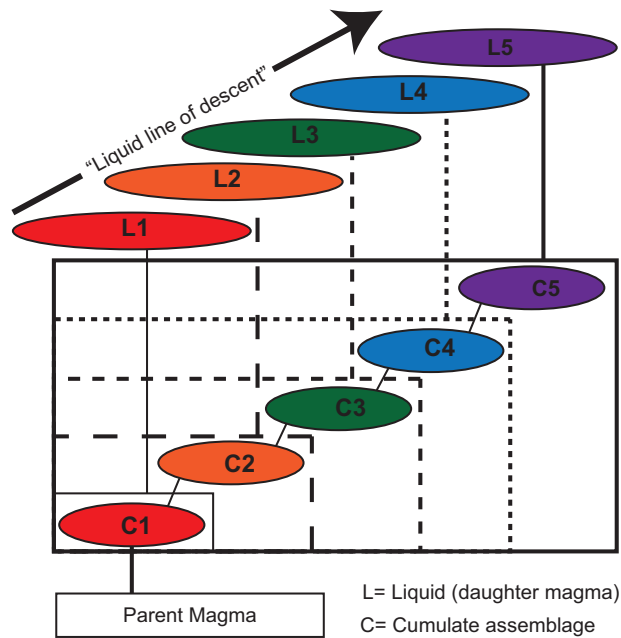 L5
L4
"Liquid line of descent"
L3
L2
L1
C5
C4
C3
C2
C1
Parent Magma
L= Liquid (daughter magma)
C= Cumulate assemblage